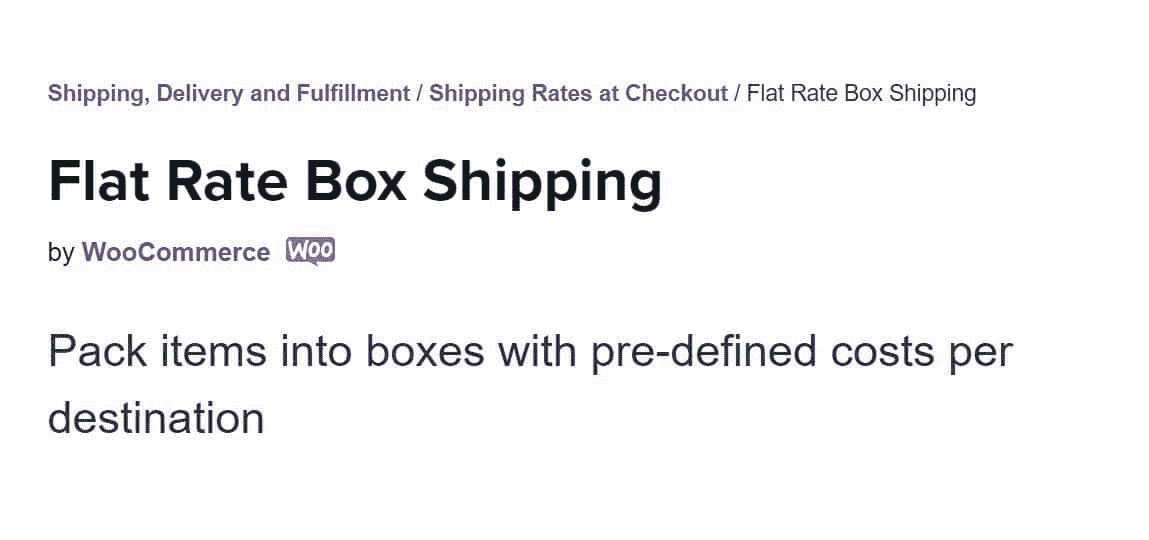 Shipping, Delivery and Fulfillment / Shipping Rates at Checkout / Flat Rate Box Shipping
Flat Rate Box Shipping
by WooCommerce WOO
Pack items into boxes with pre-defined costs per
destination